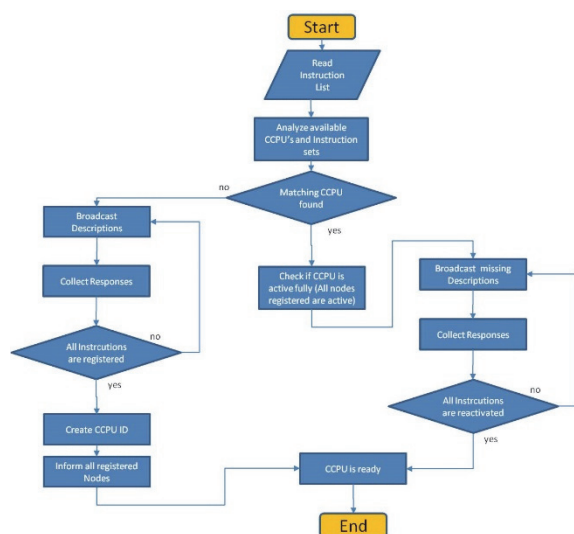 Start
Read
Instruction
List
Analyze available
CCPU's and Instruction
sets
no
Matching CCPU
found
yes
Broadcast
Descriptions
Collect Responses
All Instrcutions
are registered
no
yes
Create CCPU ID
Inform all registered
Nodes
Check if CCPU is
active fully (All nodes
registered are active)
Broadcast missing
Descriptions
Collect Responses
All Instrcutions
are reactivated
no
yes
CCPU is ready
End